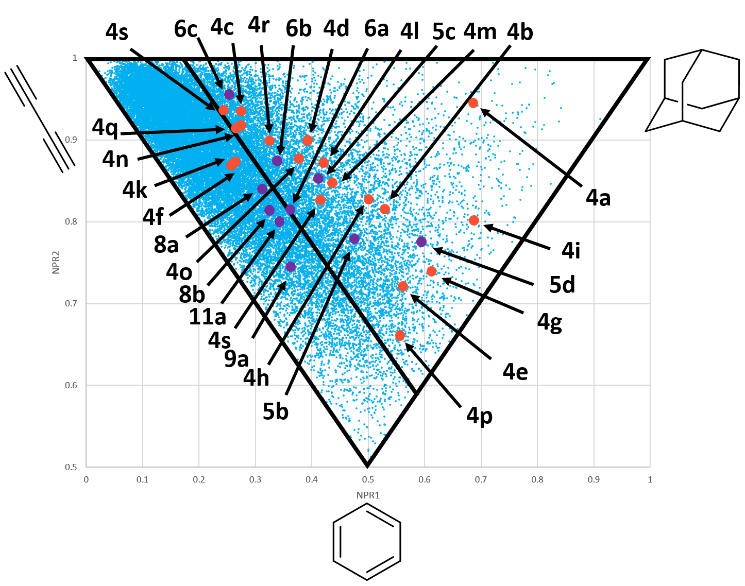 4s 6c 4c 4r 6b 4d 6a 4l 5c 4m 4b
1
4q
0.9
4n
4k
4a
4f
0.8
8a
4i
4o
NPR2
5d
8b
0.7
11a
4g
4s
9a
4h
4e
0.6
5b
4p
0.5
0 0.1 0.2 0.3 0.4 0.5 0.6 0.7 0.8 0.9 1
NPR1